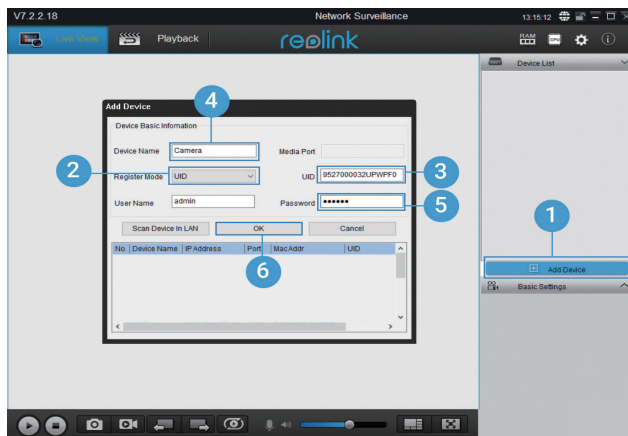 V7.2.2.18 Network Surveillance 13:15:12
Live View Playback reolink RAM CPU
Device List
Add Device
4
Device Basic Infomation
Device Name Camera Media Port
2 Register Mode UID UID 9527000032UPWPF0 3
User Name admin Password ●●●●●● 5
1
Scan Device In LAN OK Cancel
No. Device Name IP Address Port Mac Addr UID
6
Add Device
Basic Settings